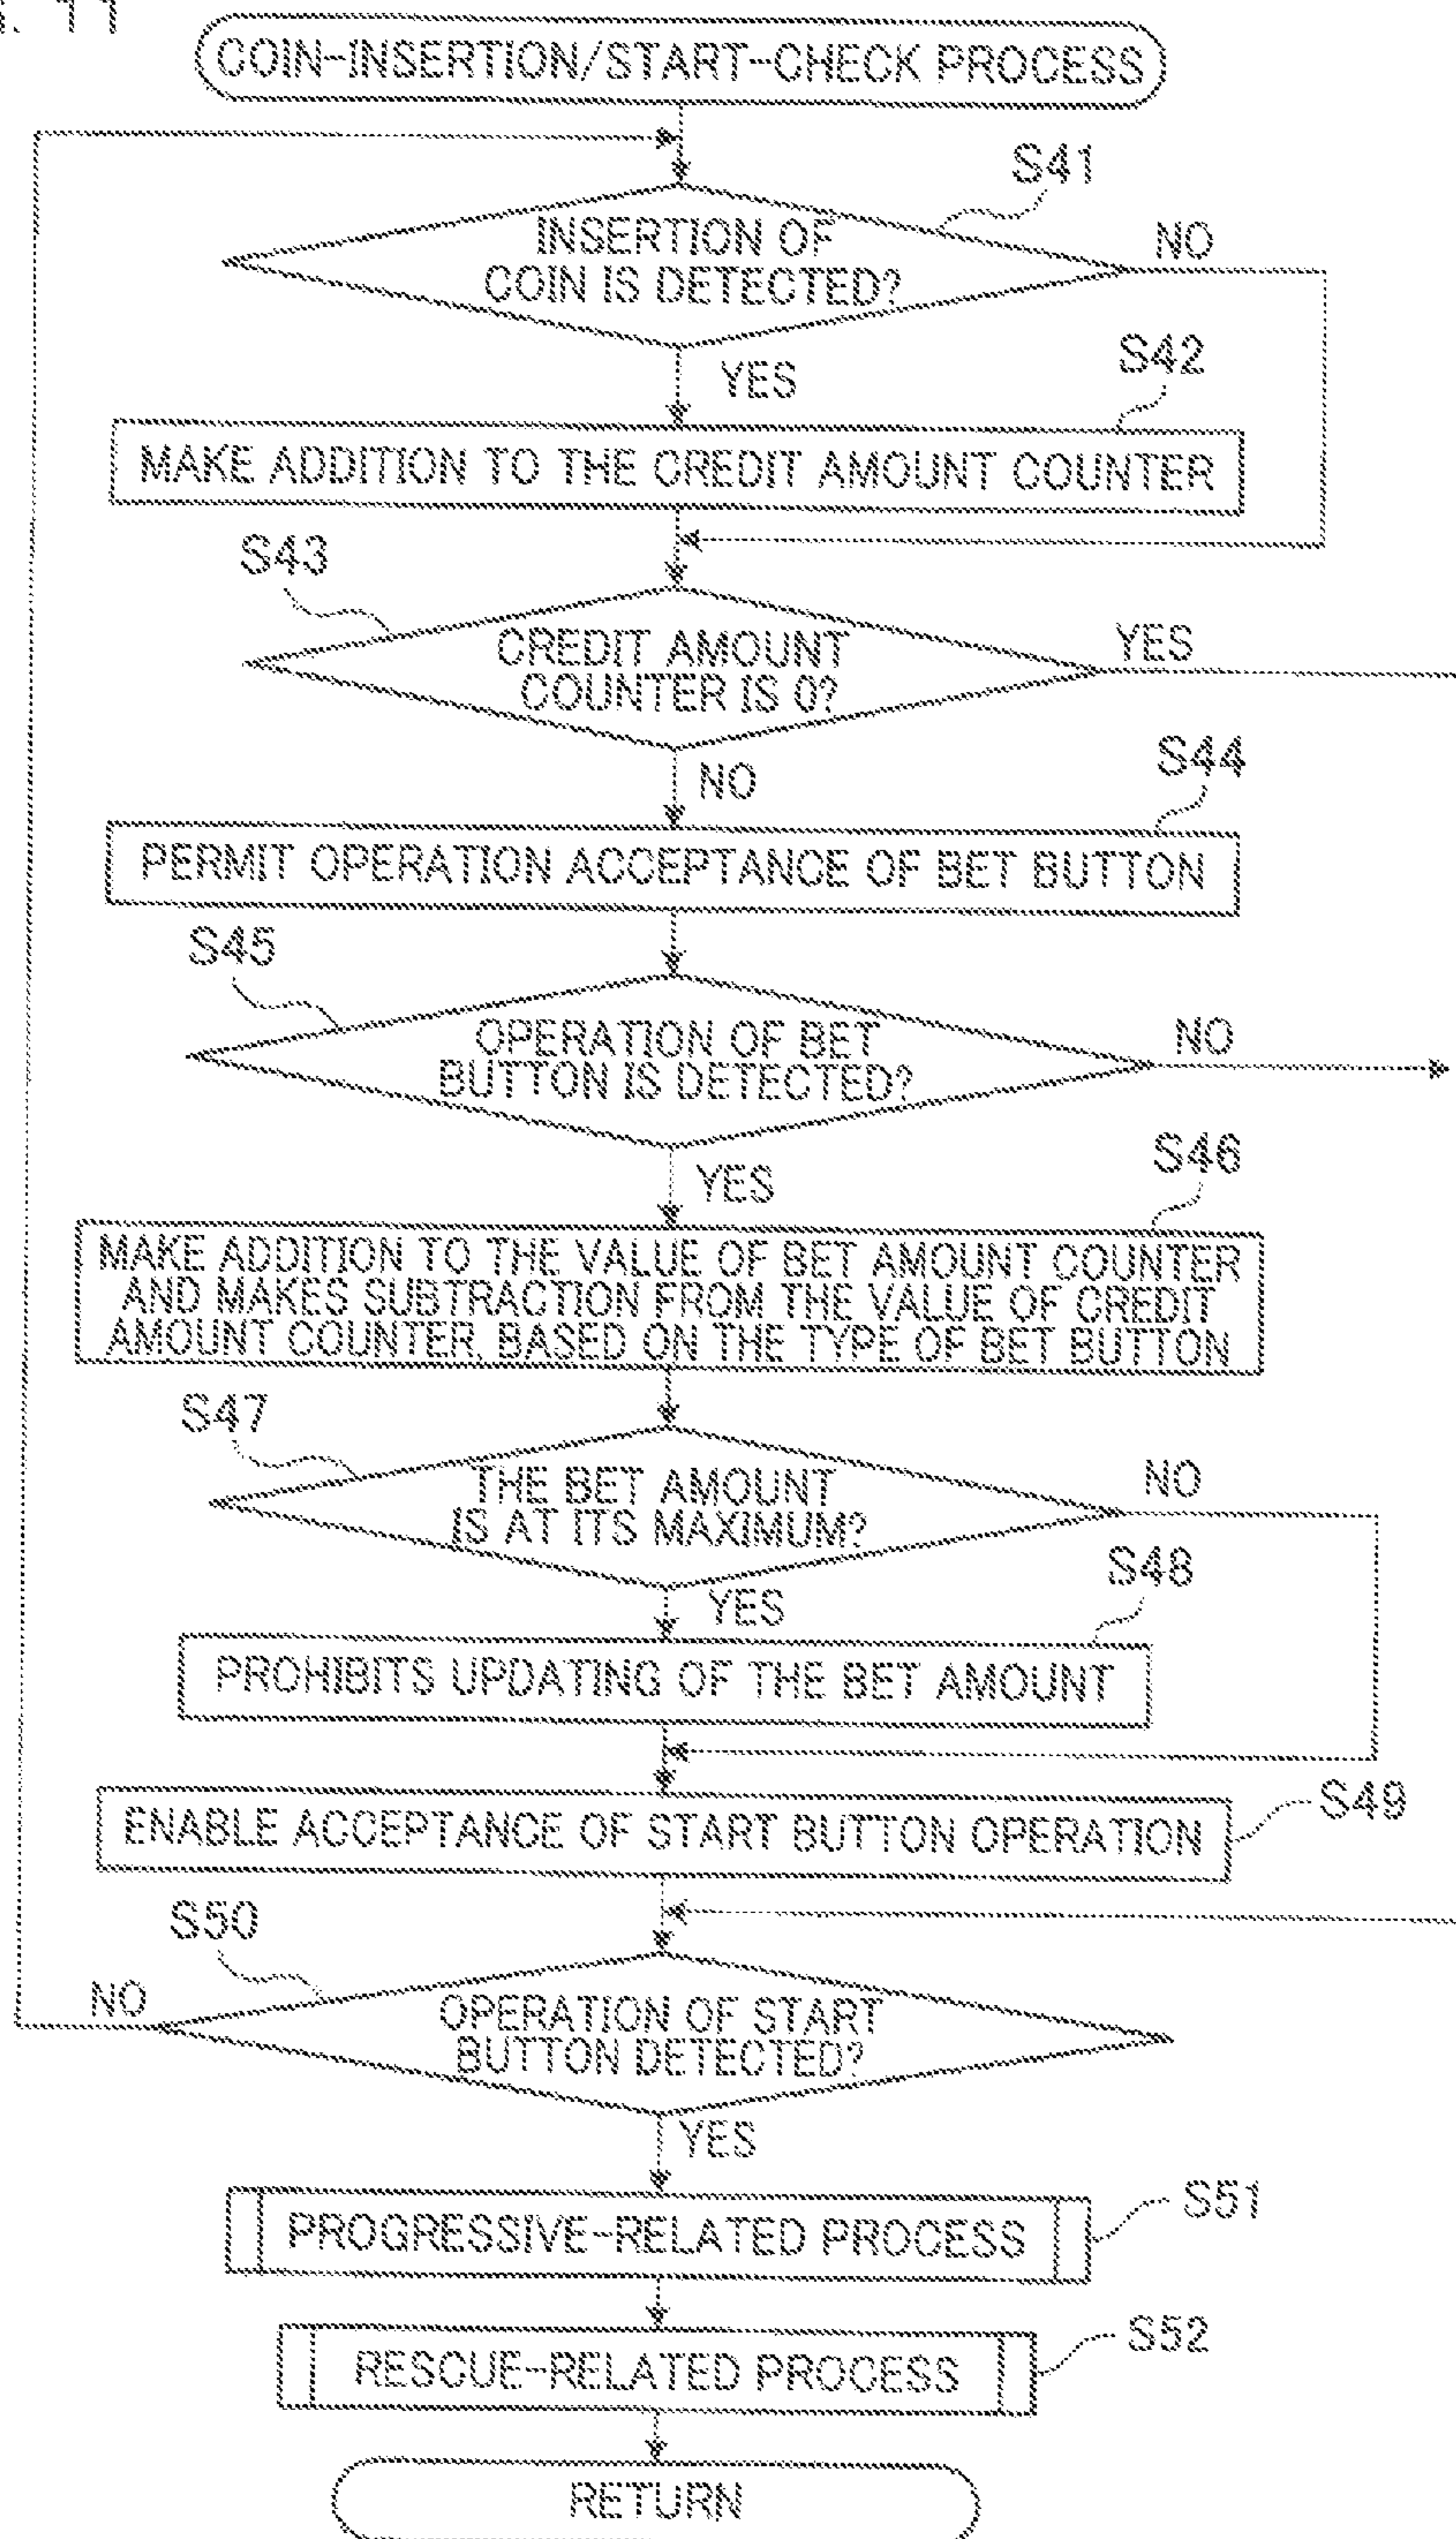 11
COIN-INSERTION/START-CHECK PROCESS
S41
INSERTION OF
COIN IS DETECTED?
NO
YES
S42
MAKE ADDITION TO THE CREDIT AMOUNT COUNTER
S43
CREDIT AMOUNT
COUNTER IS 0?
YES
NO
S44
PERMIT OPERATION ACCEPTANCE OF BET BUTTON
S45
OPERATION OF BET
BUTTON IS DETECTED?
NO
YES
S46
MAKE ADDITION TO THE VALUE OF BET AMOUNT COUNTER
AND MAKES SUBTRACTION FROM THE VALUE OF CREDIT
AMOUNT COUNTER, BASED ON THE TYPE OF BET BUTTON
S47
THE BET AMOUNT
IS AT ITS MAXIMUM?
NO
YES
S48
PROHIBITS UPDATING OF THE BET AMOUNT
ENABLE ACCEPTANCE OF START BUTTON OPERATION
S49
S50
NO
OPERATION OF START
BUTTON DETECTED?
YES
PROGRESSIVE-RELATED PROCESS
S51
RESCUE-RELATED PROCESS
S52
RETURN